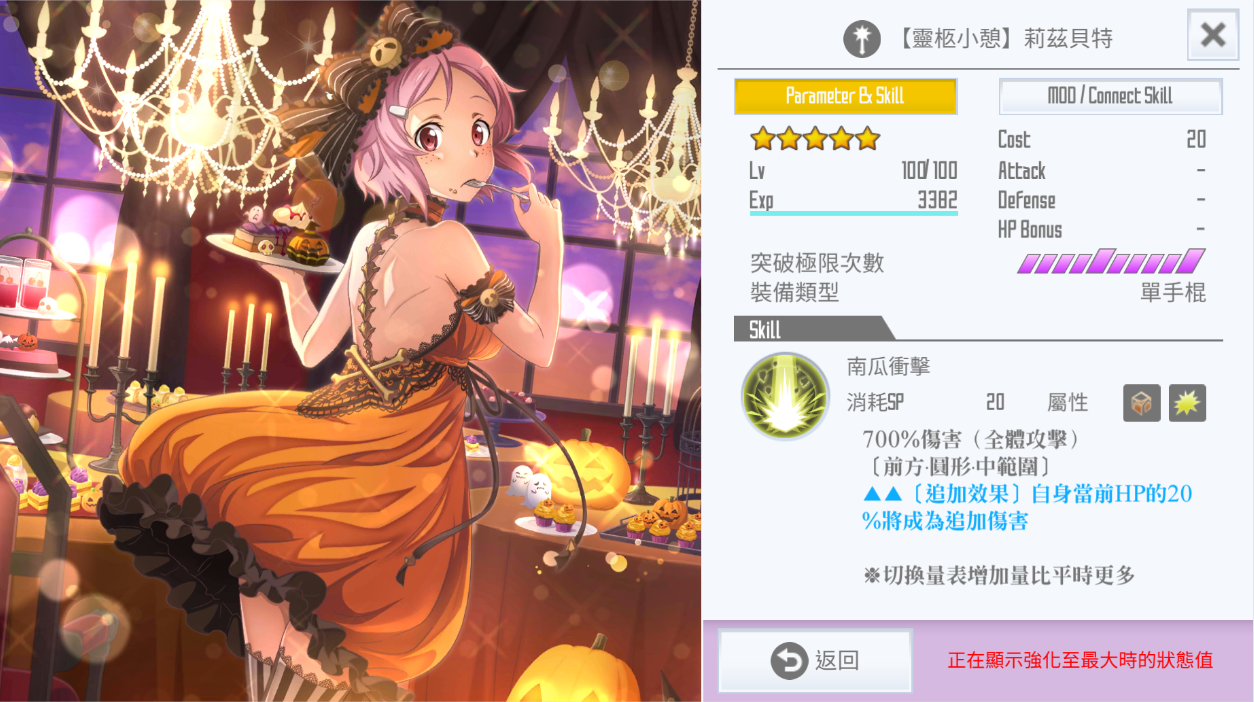 【靈柩小憩】莉茲貝特
Parameter & Skill
MOD / Connect Skill
Lv 100/100
Exp 3382
Cost 20
Attack -
Defense -
HP Bonus -
突破極限次數
裝備類型 單手棍
Skill
南瓜衝擊
消耗SP 20 屬性
700%傷害（全體攻擊）
〔前方·圓形·中範圍〕
▲▲〔追加效果〕自身當前HP的20
%將成為追加傷害
※切換量表增加量比平時更多
返回
正在顯示強化至最大時的狀態值